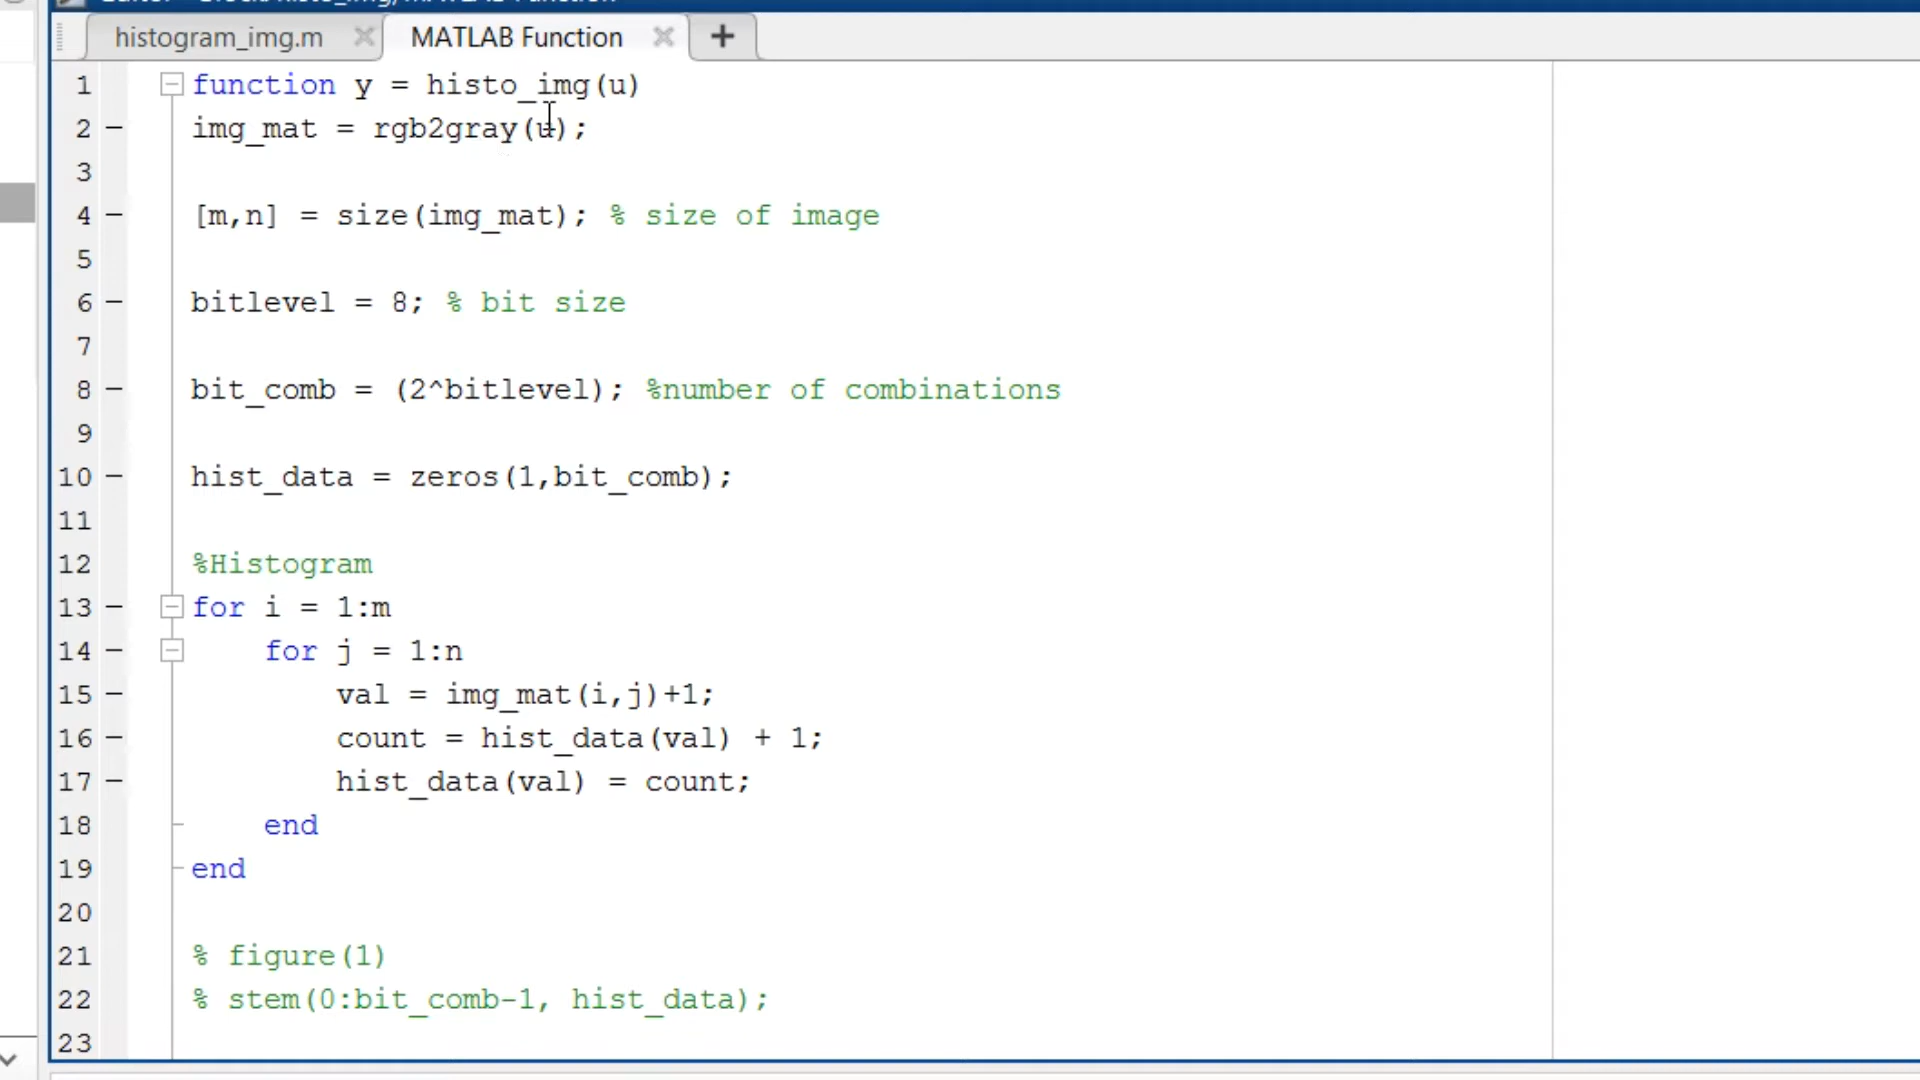 histogram_img.m
MATLAB Function
+
1 function y = histo_img(u)
2 img_mat = rgb2gray(u);
3
4 [m,n] = size(img_mat); % size of image
5
6 bitlevel = 8; % bit size
7
8 bit_comb = (2^bitlevel); %number of combinations
9
10 hist_data = zeros(1,bit_comb);
11
12 %Histogram
13 for i = 1:m
14 for j = 1:n
15 val = img_mat(i,j)+1;
16 count = hist_data(val) + 1;
17 hist_data(val) = count;
18 end
19 end
20
21 % figure(1)
22 % stem(0:bit_comb-1, hist_data);
23